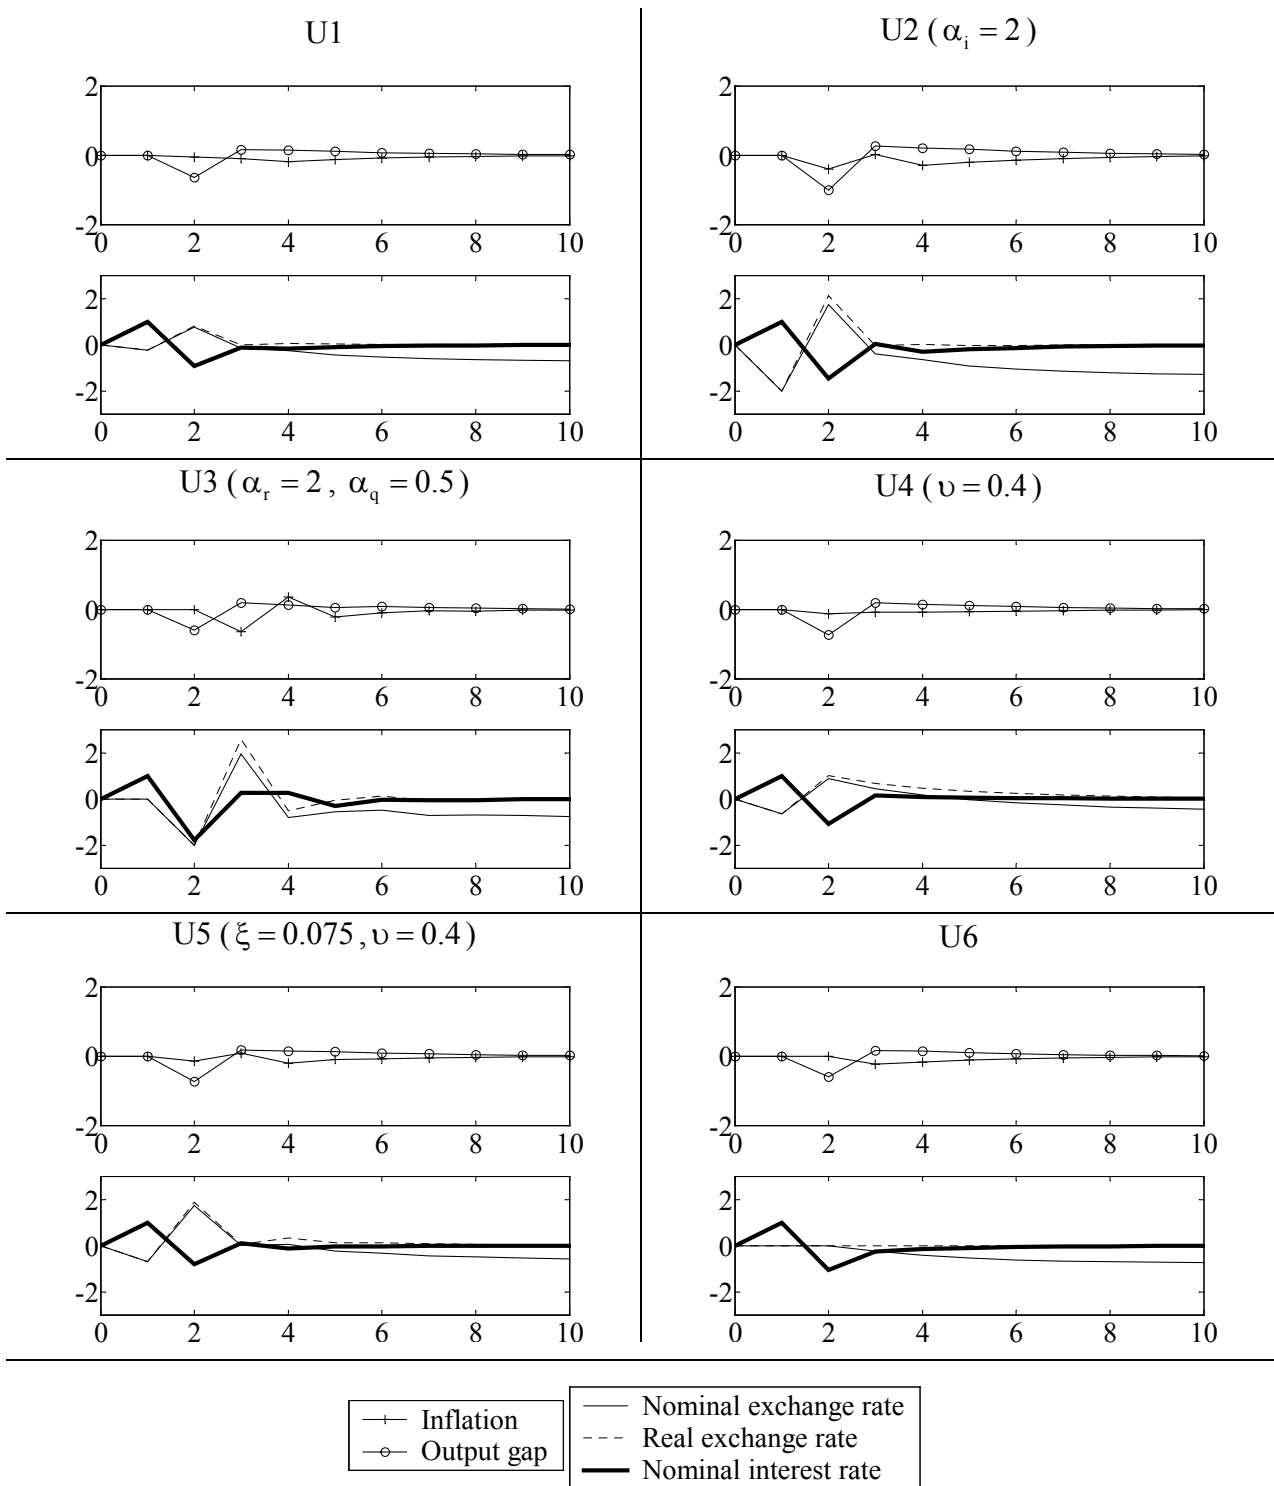 U1
U2 ( αi = 2 )
2
0
-2
0 2 4 6 8 10
2
0
-2
0 2 4 6 8 10
2
0
-2
0 2 4 6 8 10
2
0
-2
0 2 4 6 8 10
U3 ( αr = 2 , αq = 0.5 )
U4 ( υ = 0.4 )
2
0
-2
0 2 4 6 8 10
2
0
-2
0 2 4 6 8 10
2
0
-2
0 2 4 6 8 10
2
0
-2
0 2 4 6 8 10
U5 ( ξ = 0.075 , υ = 0.4 )
U6
2
0
-2
0 2 4 6 8 10
2
0
-2
0 2 4 6 8 10
2
0
-2
0 2 4 6 8 10
2
0
-2
0 2 4 6 8 10
Inflation
Output gap
Nominal exchange rate
Real exchange rate
Nominal interest rate